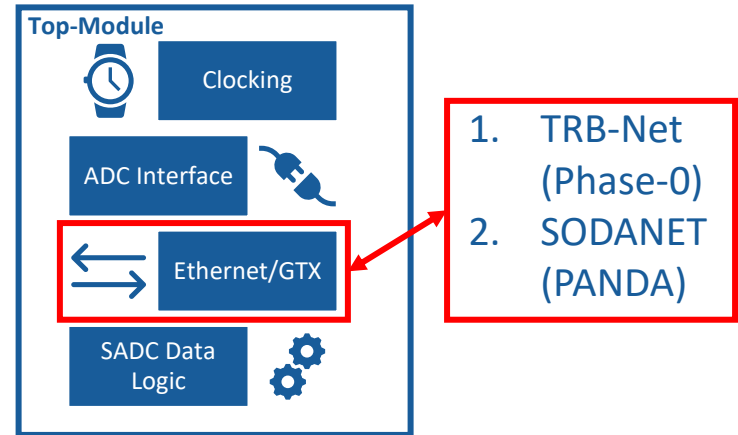 Top-Module
Clocking
ADC Interface
Ethernet/GTX
SADC Data
Logic
1. TRB-Net
(Phase-0)
2. SODANET
(PANDA)